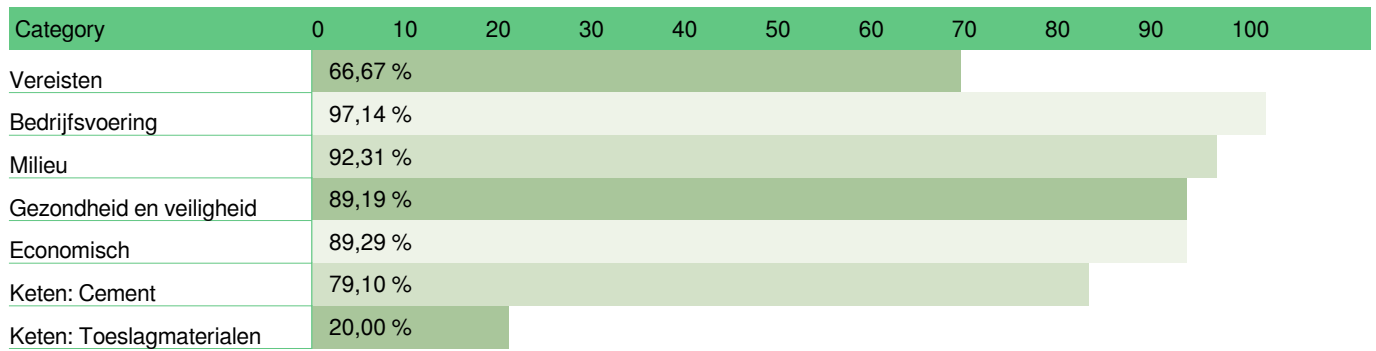 Category 0 10 20 30 40 50 60 70 80 90 100
Vereisten 66,67 %
Bedrijfsvoering 97,14 %
Milieu 92,31 %
Gezondheid en veiligheid 89,19 %
Economisch 89,29 %
Keten: Cement 79,10 %
Keten: Toeslagmaterialen 20,00 %